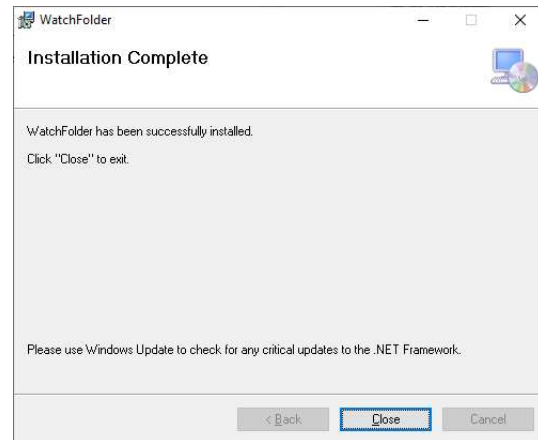 WatchFolder
Installation Complete
WatchFolder has been successfully installed.
Click "Close" to exit.
Please use Windows Update to check for any critical updates to the .NET Framework.
< Back
Close
Cancel